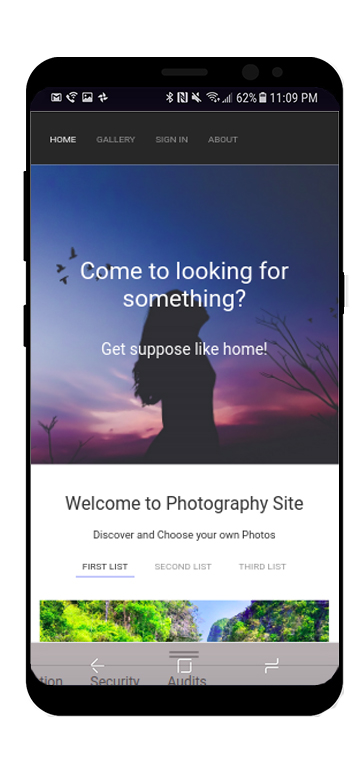 62% 11:09 PM
HOME GALLERY SIGN IN ABOUT
Come to looking for
something?
Get suppose like home!
Welcome to Photography Site
Discover and Choose your own Photos
FIRST LIST SECOND LIST THIRD LIST
tion Security Audits